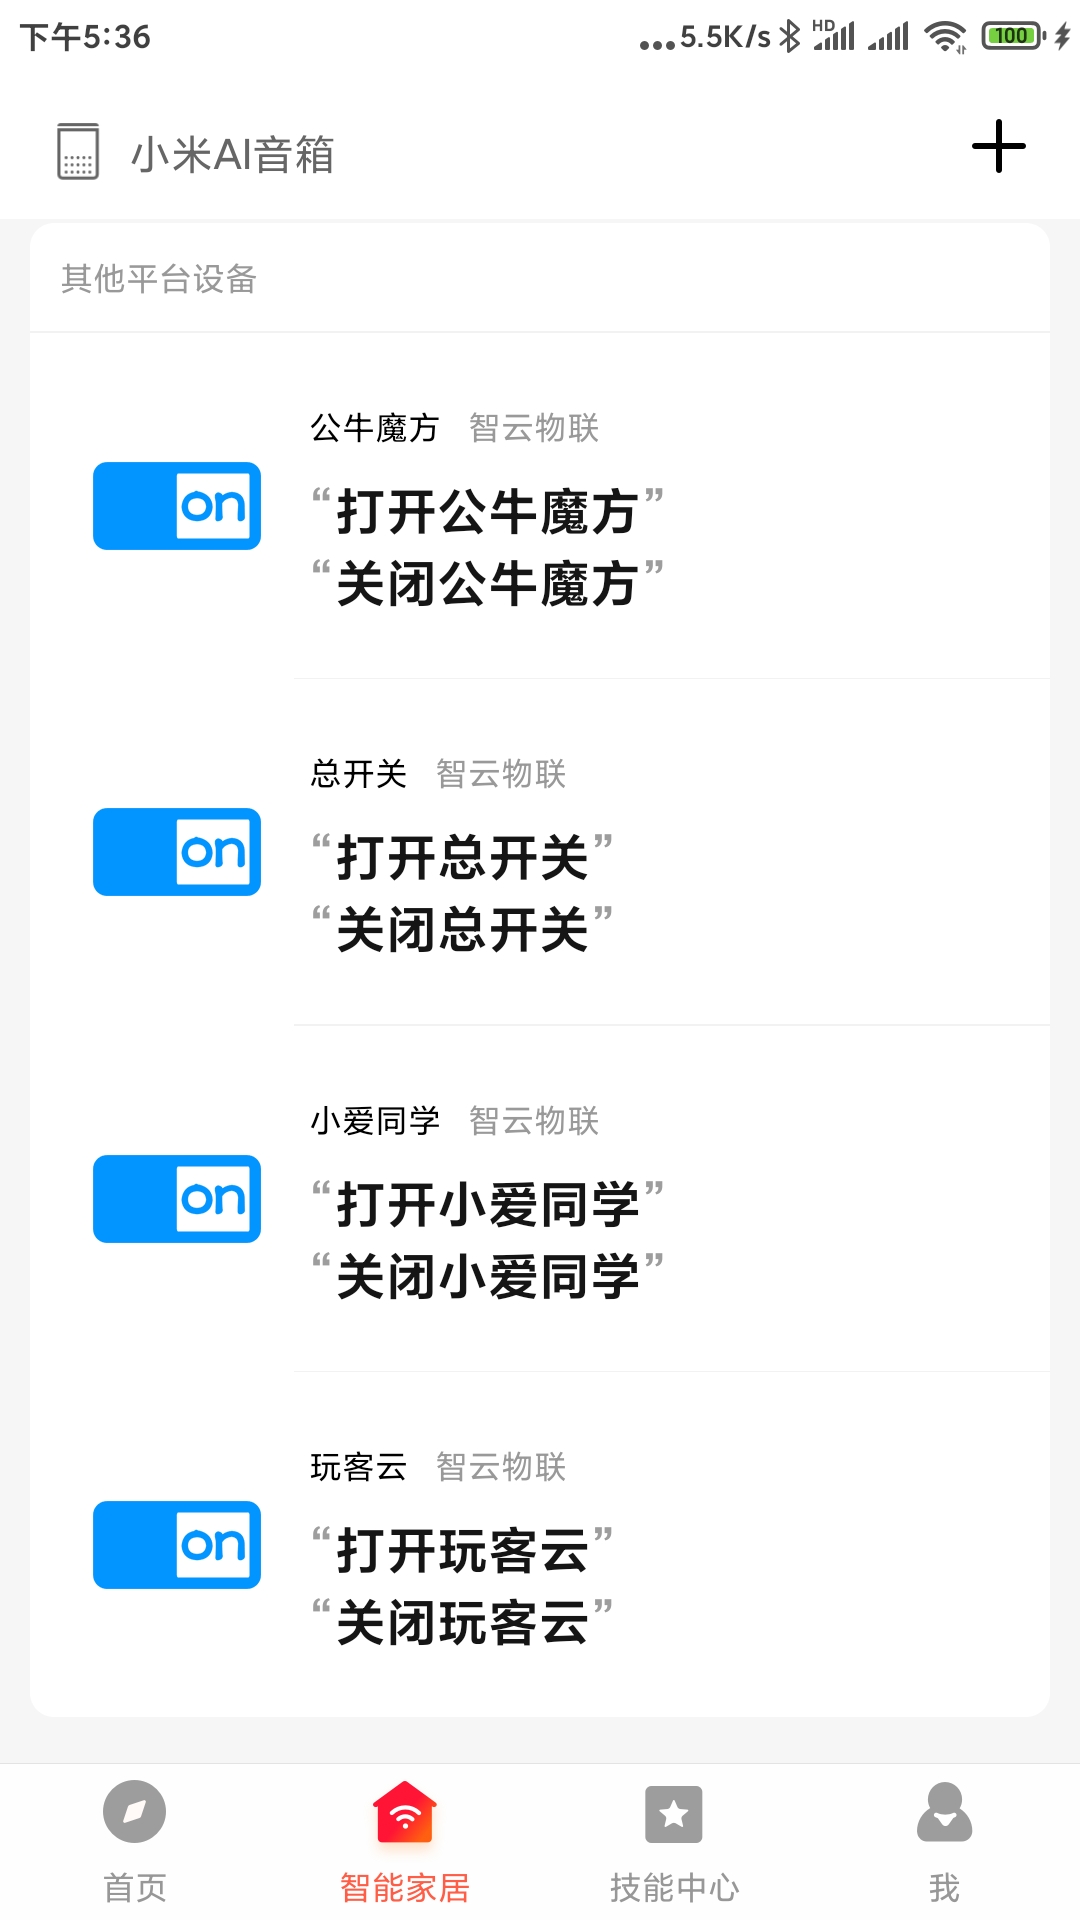 下午5:36
...5.5K/s HD 100
小米AI音箱
其他平台设备
公牛魔方 智云物联
on
“打开公牛魔方”
“关闭公牛魔方”
总开关 智云物联
on
“打开总开关”
“关闭总开关”
小爱同学 智云物联
on
“打开小爱同学”
“关闭小爱同学”
玩客云 智云物联
on
“打开玩客云”
“关闭玩客云”
首页 智能家居 技能中心 我